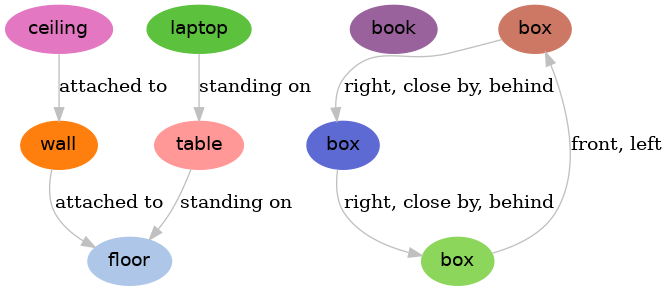 ceiling
laptop
book
box
attached to
standing on
right, close by, behind
wall
table
box
front, left
attached to
standing on
right, close by, behind
floor
box